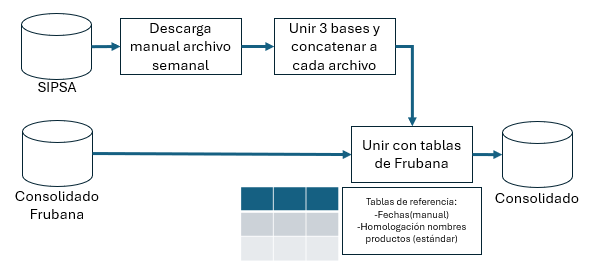 Descarga
manual archivo
semanal)
Unir 3 bases y
concatenar a
cada archivo
SIPSA
Unir con tablas
de Frubana
Consolidado
Frubana
Consolidado
Tablas de referencia:
-Fechas(manual)
-Homologación nombres
productos (estándar)